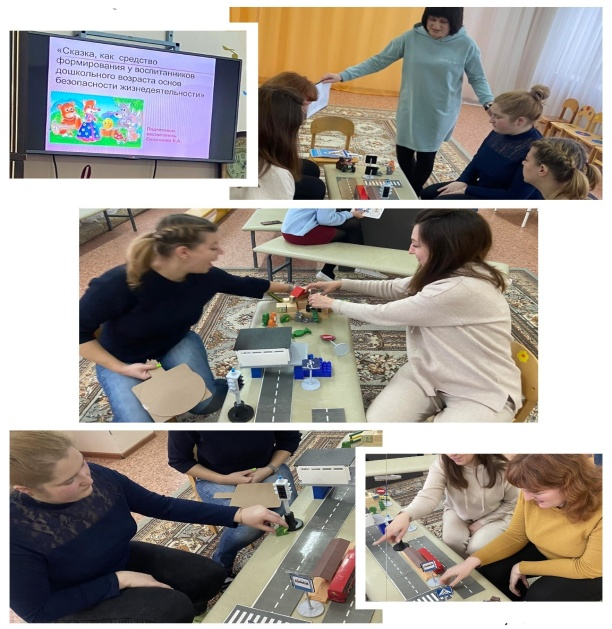 «Сказка, как средство
формирования у воспитанников
дошкольного возраста основ
безопасности жизнедеятельности»